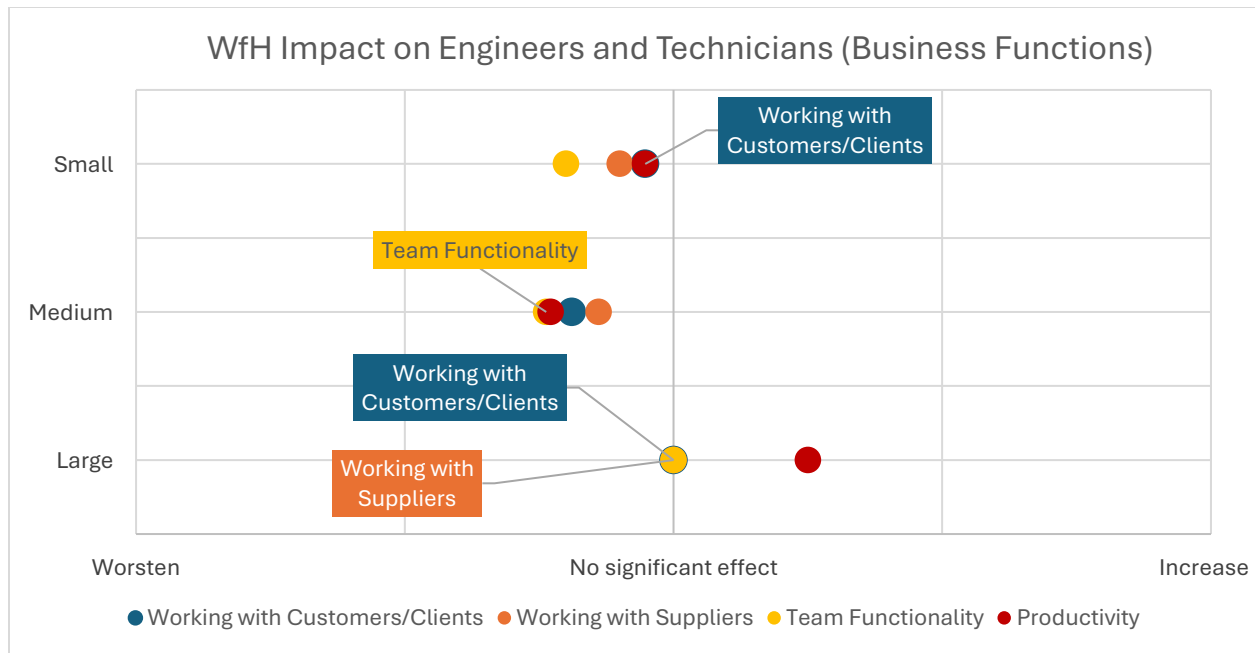 WfH Impact on Engineers and Technicians (Business Functions)
Working with
Customers/Clients
Small
Team Functionality
Medium
Working with
Customers/Clients
Large
Working with
Suppliers
Worsten
No significant effect
Increase
Working with Customers/Clients
Working with Suppliers
Team Functionality
Productivity